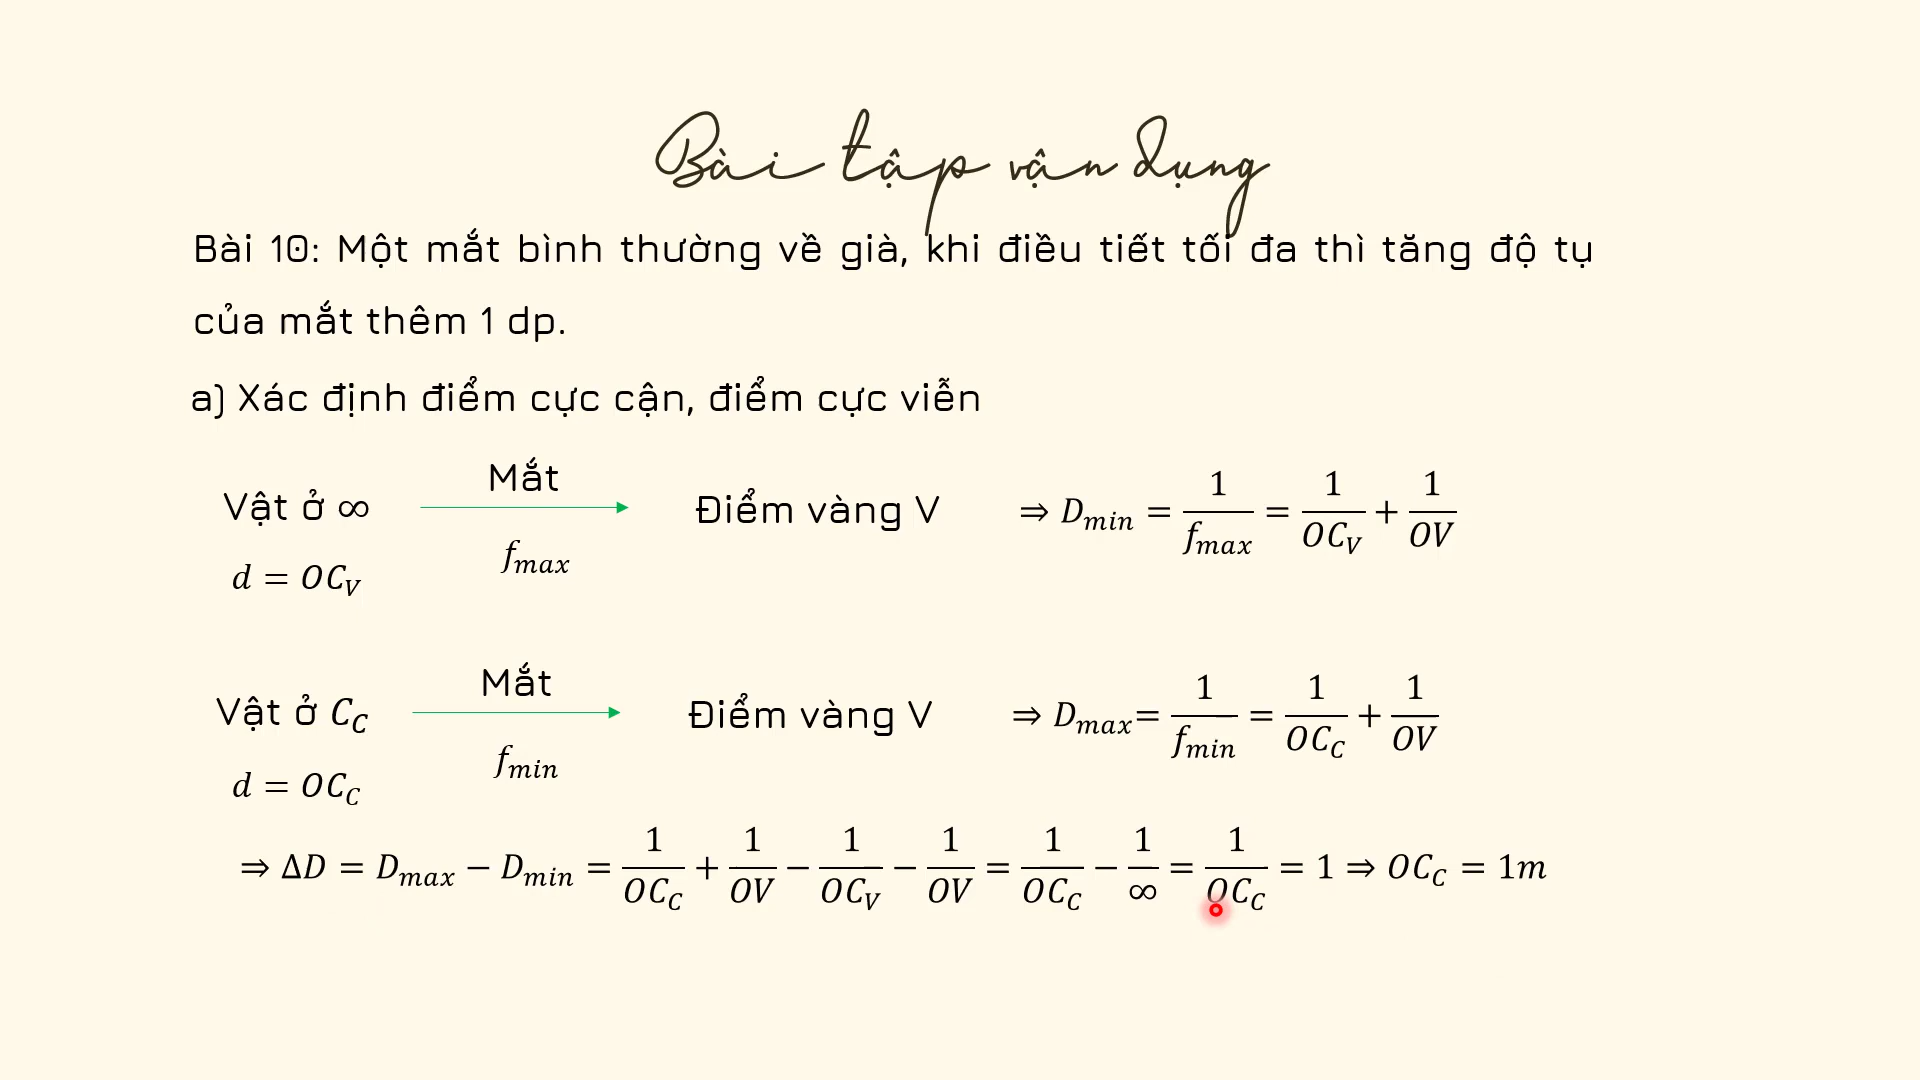 Bài tập vận dụng
Bài 10: Một mắt bình thường về già, khi điều tiết tối đa thì tăng độ tụ
của mắt thêm 1 dp.
a) Xác định điểm cực cận, điểm cực viễn
Mắt
Vật ở ∞ Điểm vàng V ⇒ D_min = 1/f_max = 1/OC_V + 1/OV
f_max
d = OC_V
Mắt
Vật ở C_C Điểm vàng V ⇒ D_max = 1/f_min = 1/OC_C + 1/OV
f_min
d = OC_C
⇒ ΔD = D_max − D_min = 1/OC_C + 1/OV − 1/OC_V − 1/OV = 1/OC_C − 1/∞ = 1/OC_C = 1 ⇒ OC_C = 1m